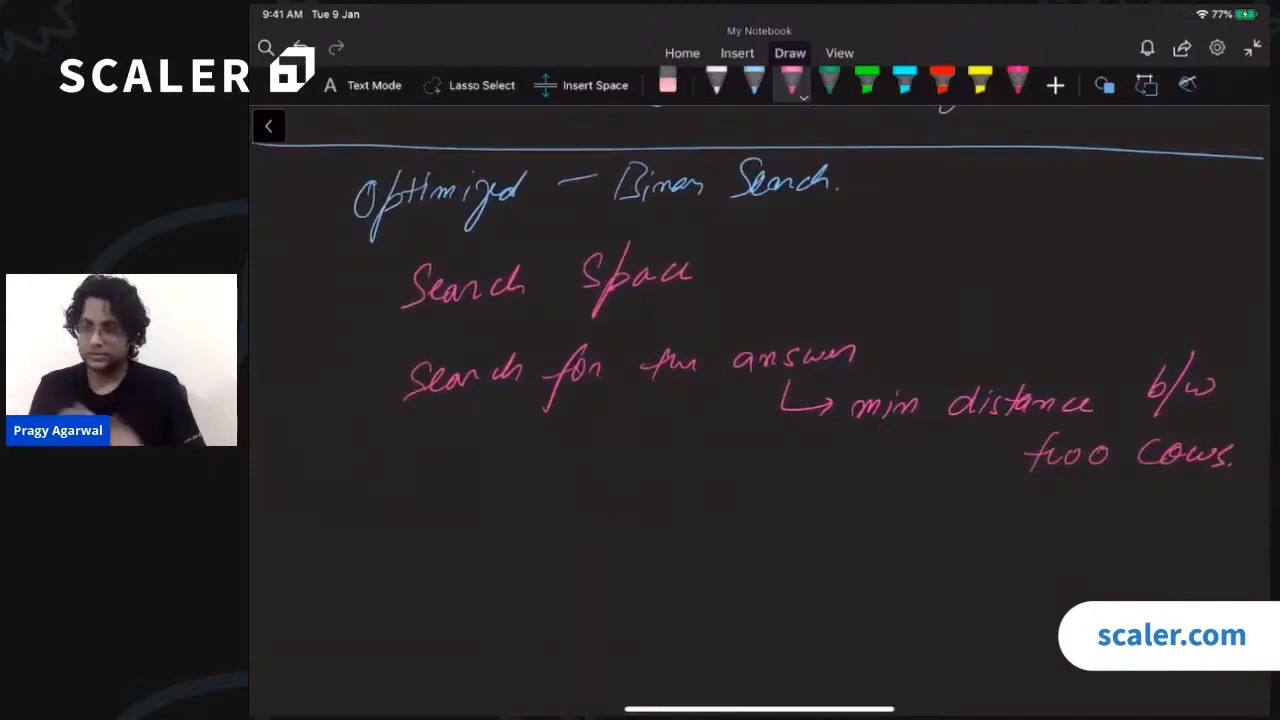 9:41 AM Tue 9 Jan
77%
My Notebook
Home Insert Draw View
SCALER
Text Mode Lasso Select Insert Space
Optimized - Binary Search.
Search Space
Search for the answer
min distance b/w
two cows.
Pragy Agarwal
scaler.com